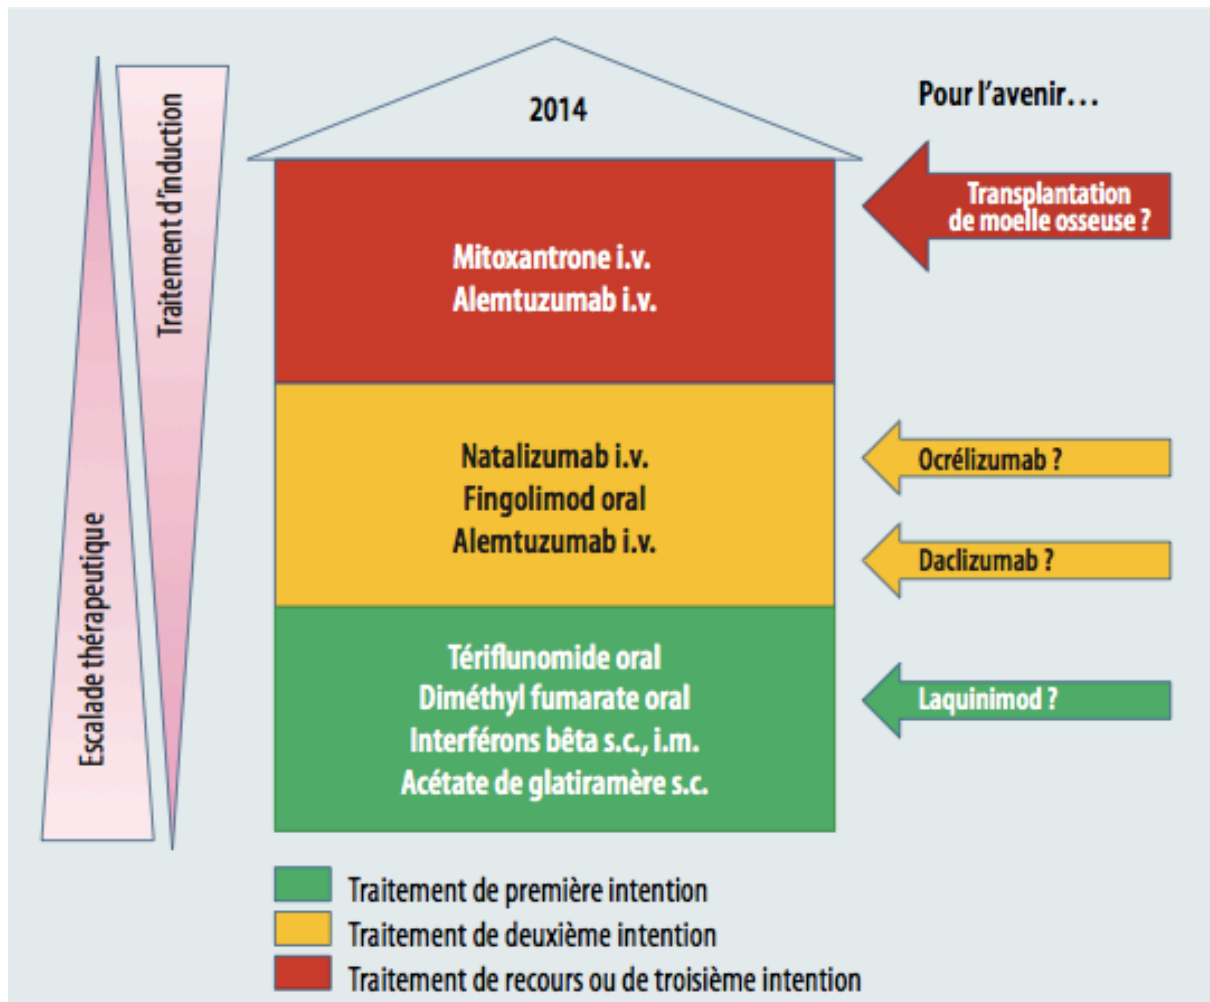 2014
Pour l'avenir…
Traitement d'induction
Escalade thérapeutique
Mitoxantrone i.v.
Alemtuzumab i.v.
Transplantation
de moelle osseuse ?
Natalizumab i.v.
Fingolimod oral
Alemtuzumab i.v.
Ocrélizumab ?
Daclizumab ?
Tériflunomide oral
Diméthyl fumarate oral
Interférons bêta s.c., i.m.
Acétate de glatiramère s.c.
Laquinimod ?
Traitement de première intention
Traitement de deuxième intention
Traitement de recours ou de troisième intention